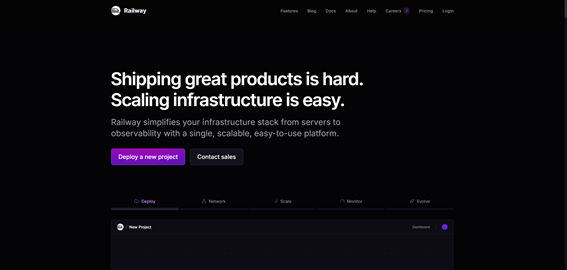 Railway
Features Blog Docs About Help Careers Pricing Login
Shipping great products is hard.
Scaling infrastructure is easy.
Railway simplifies your infrastructure stack from servers to
observability with a single, scalable, easy-to-use platform.
Deploy a new project Contact sales
Deploy Network Scale Monitor Evolve
New Project Dashboard